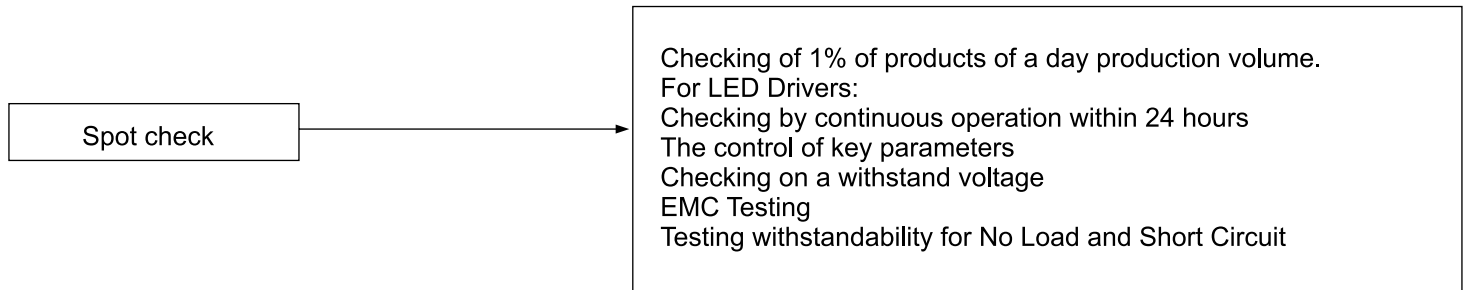 Spot check
Checking of 1% of products of a day production volume.
For LED Drivers:
Checking by continuous operation within 24 hours
The control of key parameters
Checking on a withstand voltage
EMC Testing
Testing withstandability for No Load and Short Circuit